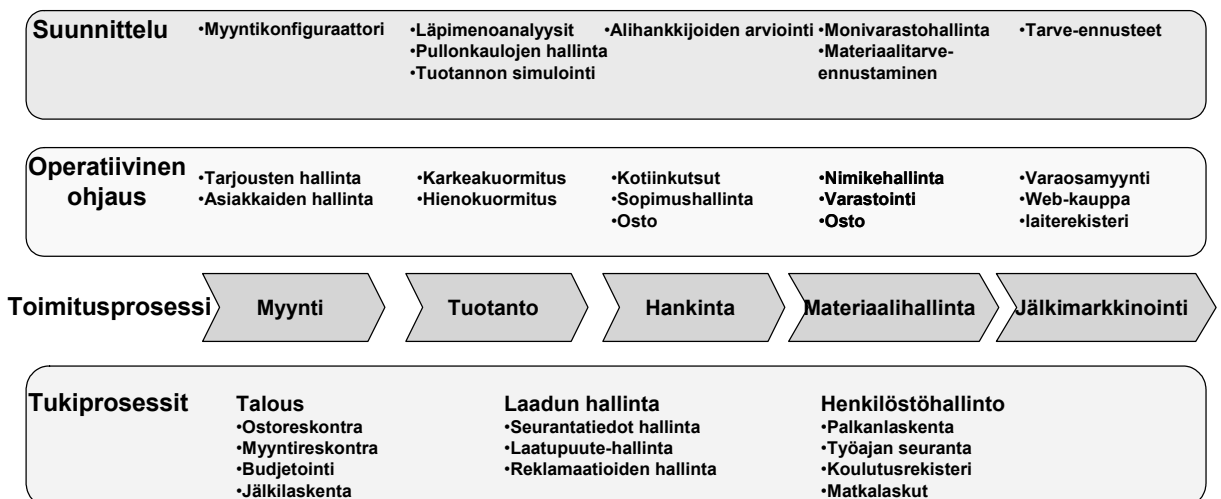 Suunnittelu
•Myyntikonfiguraattori
•Läpimenoanalyysit
•Pullonkaulojen hallinta
•Tuotannon simulointi
•Alihankkijoiden arviointi
•Monivarastohallinta
•Materiaalitarve-
ennustaminen
•Tarve-ennusteet
Operatiivinen
ohjaus
•Tarjousten hallinta
•Asiakkaiden hallinta
•Karkeakuormitus
•Hienokuormitus
•Kotiinkutsut
•Sopimushallinta
•Osto
•Nimikehallinta
•Varastointi
•Osto
•Varaosamyynti
•Web-kauppa
•laiterekisteri
Toimitusprosessi
Myynti
Tuotanto
Hankinta
Materiaalihallinta
Jälkimarkkinointi
Tukiprosessit
Talous
•Ostoreskontra
•Myyntireskontra
•Budjetointi
•Jälkilaskenta
Laadun hallinta
•Seurantatiedot hallinta
•Laatupuute-hallinta
•Reklamaatioiden hallinta
Henkilöstöhallinto
•Palkanlaskenta
•Työajan seuranta
•Koulutusrekisteri
•Matkalaskut